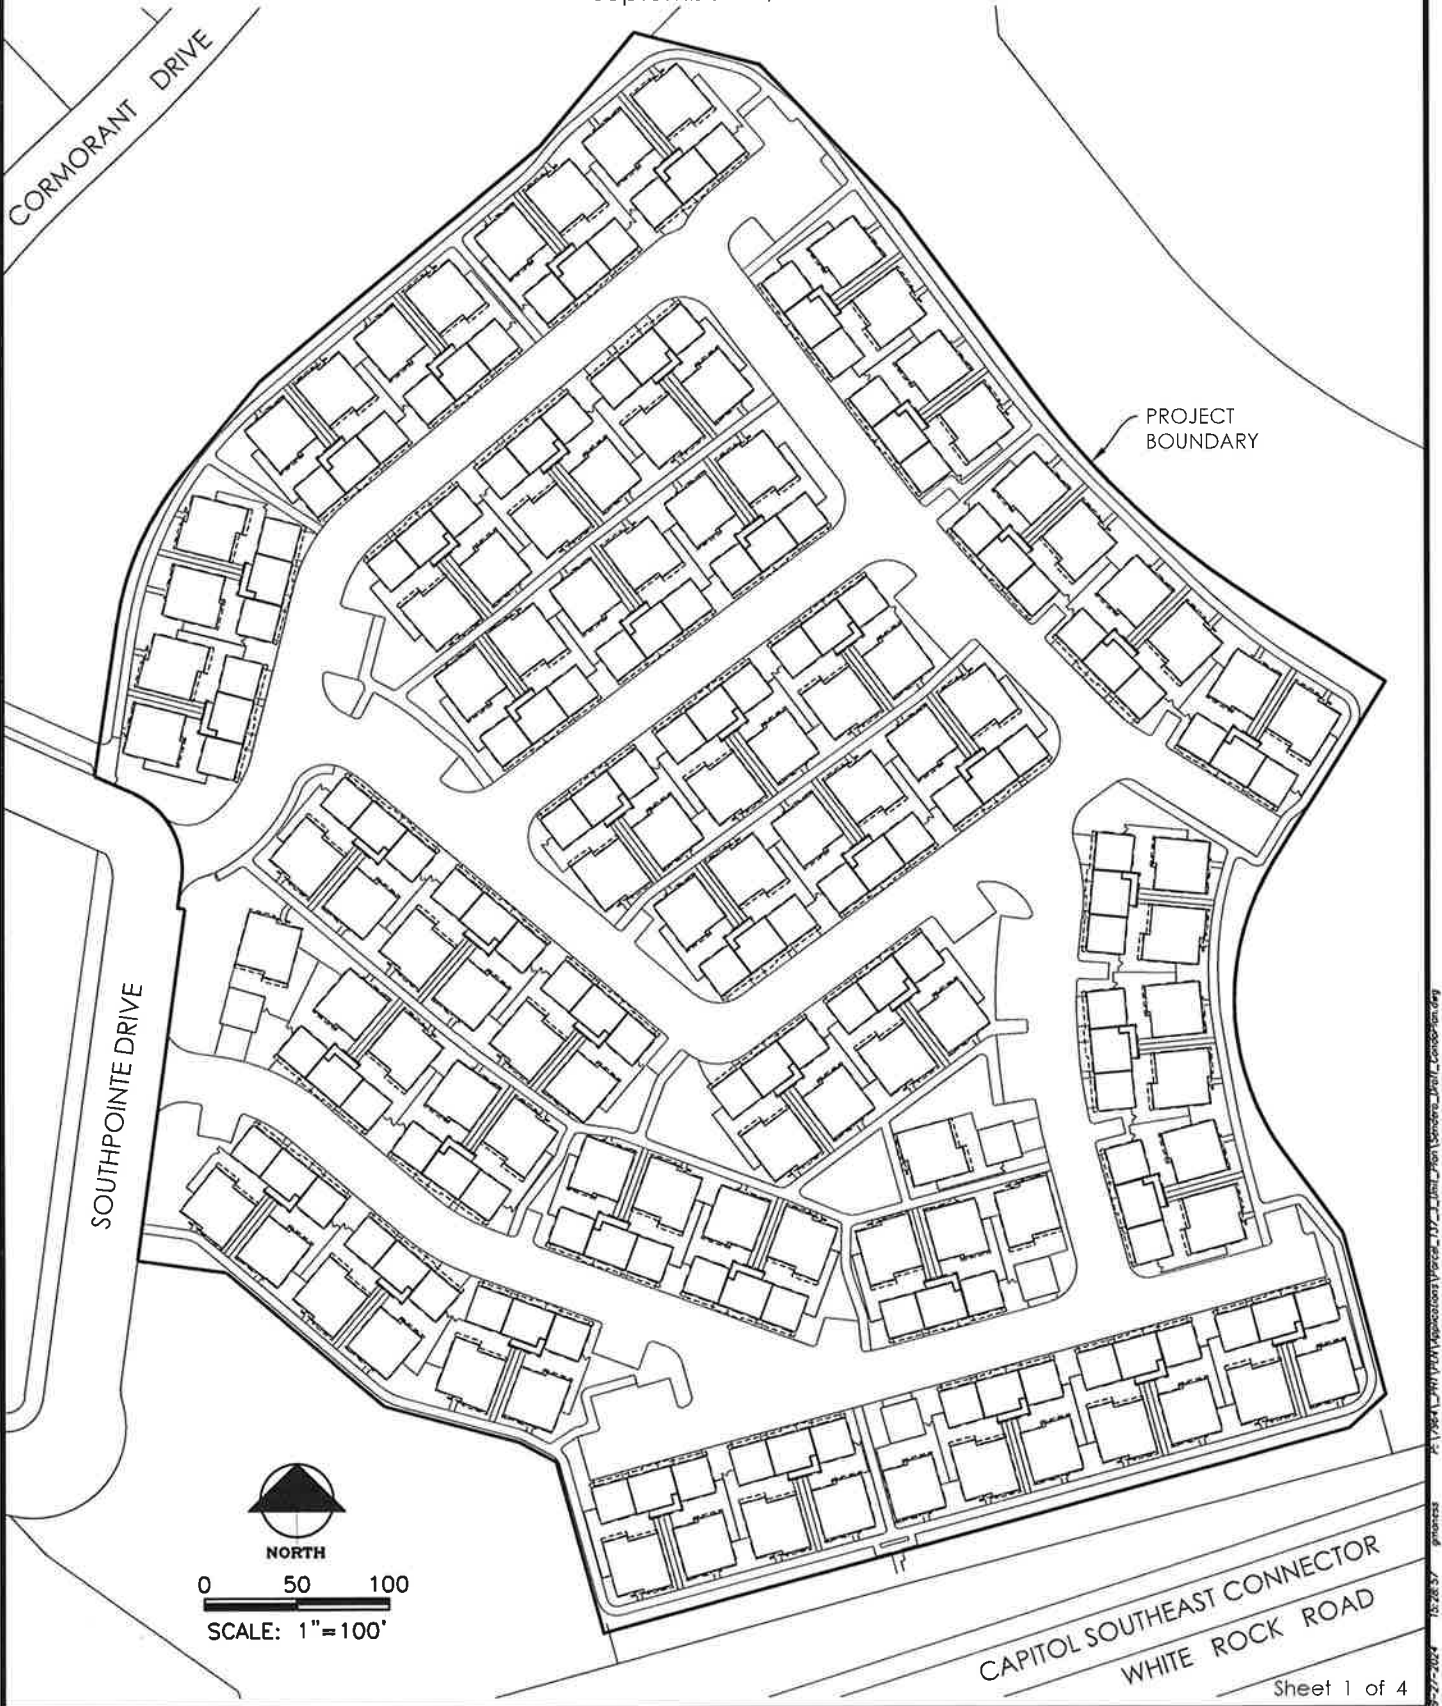 CORMORANT DRIVE
PROJECT
BOUNDARY
SOUTHPOINTE DRIVE
NORTH
0 50 100
SCALE: 1"=100'
CAPITOL SOUTHEAST CONNECTOR
WHITE ROCK ROAD
Sheet 1 of 4